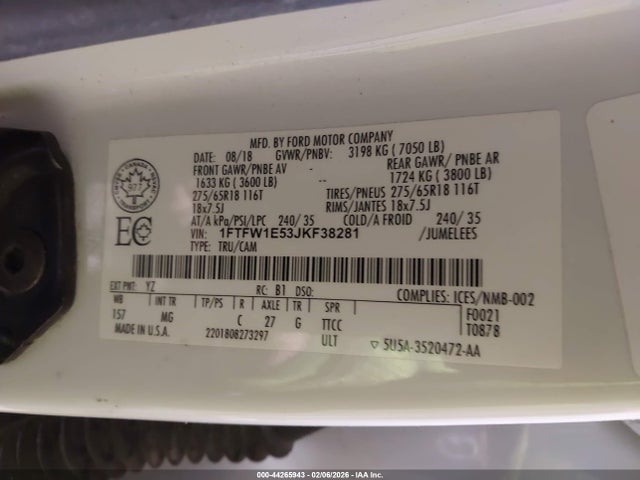 MFD. BY FORD MOTOR COMPANY
DATE: 08/18 GVWR/PNBV: 3198 KG ( 7050 LB)
FRONT GAWR/PNBE AV -- REAR GAWR/ PNBE AR
1633 KG ( 3600 LB) -- 1724 KG ( 3800 LB)
275/65R18 116T TIRES/PNEUS 275/65R18 116T
18x7.5J RIMS/JANTES 18x7.5J
AT/A kPa/PSI/LPC 240/ 35 COLD/A FROID 240/ 35
VIN: 1FTFW1E53JKF38281 /JUMELEES
TYPE: TRU/CAM
977
EC
EXT PNT: YZ RC: B1 DSO: COMPLIES: ICES/NMB-002
WB INT TR TP/PS R AXLE TR SPR F0021
157 MG C 27 G TTCC T0878
MADE IN U.S.A. 2201808273297 ULT 5U5A-3520472-AA
000-44265943 - 02/06/2026 - IAA Inc.